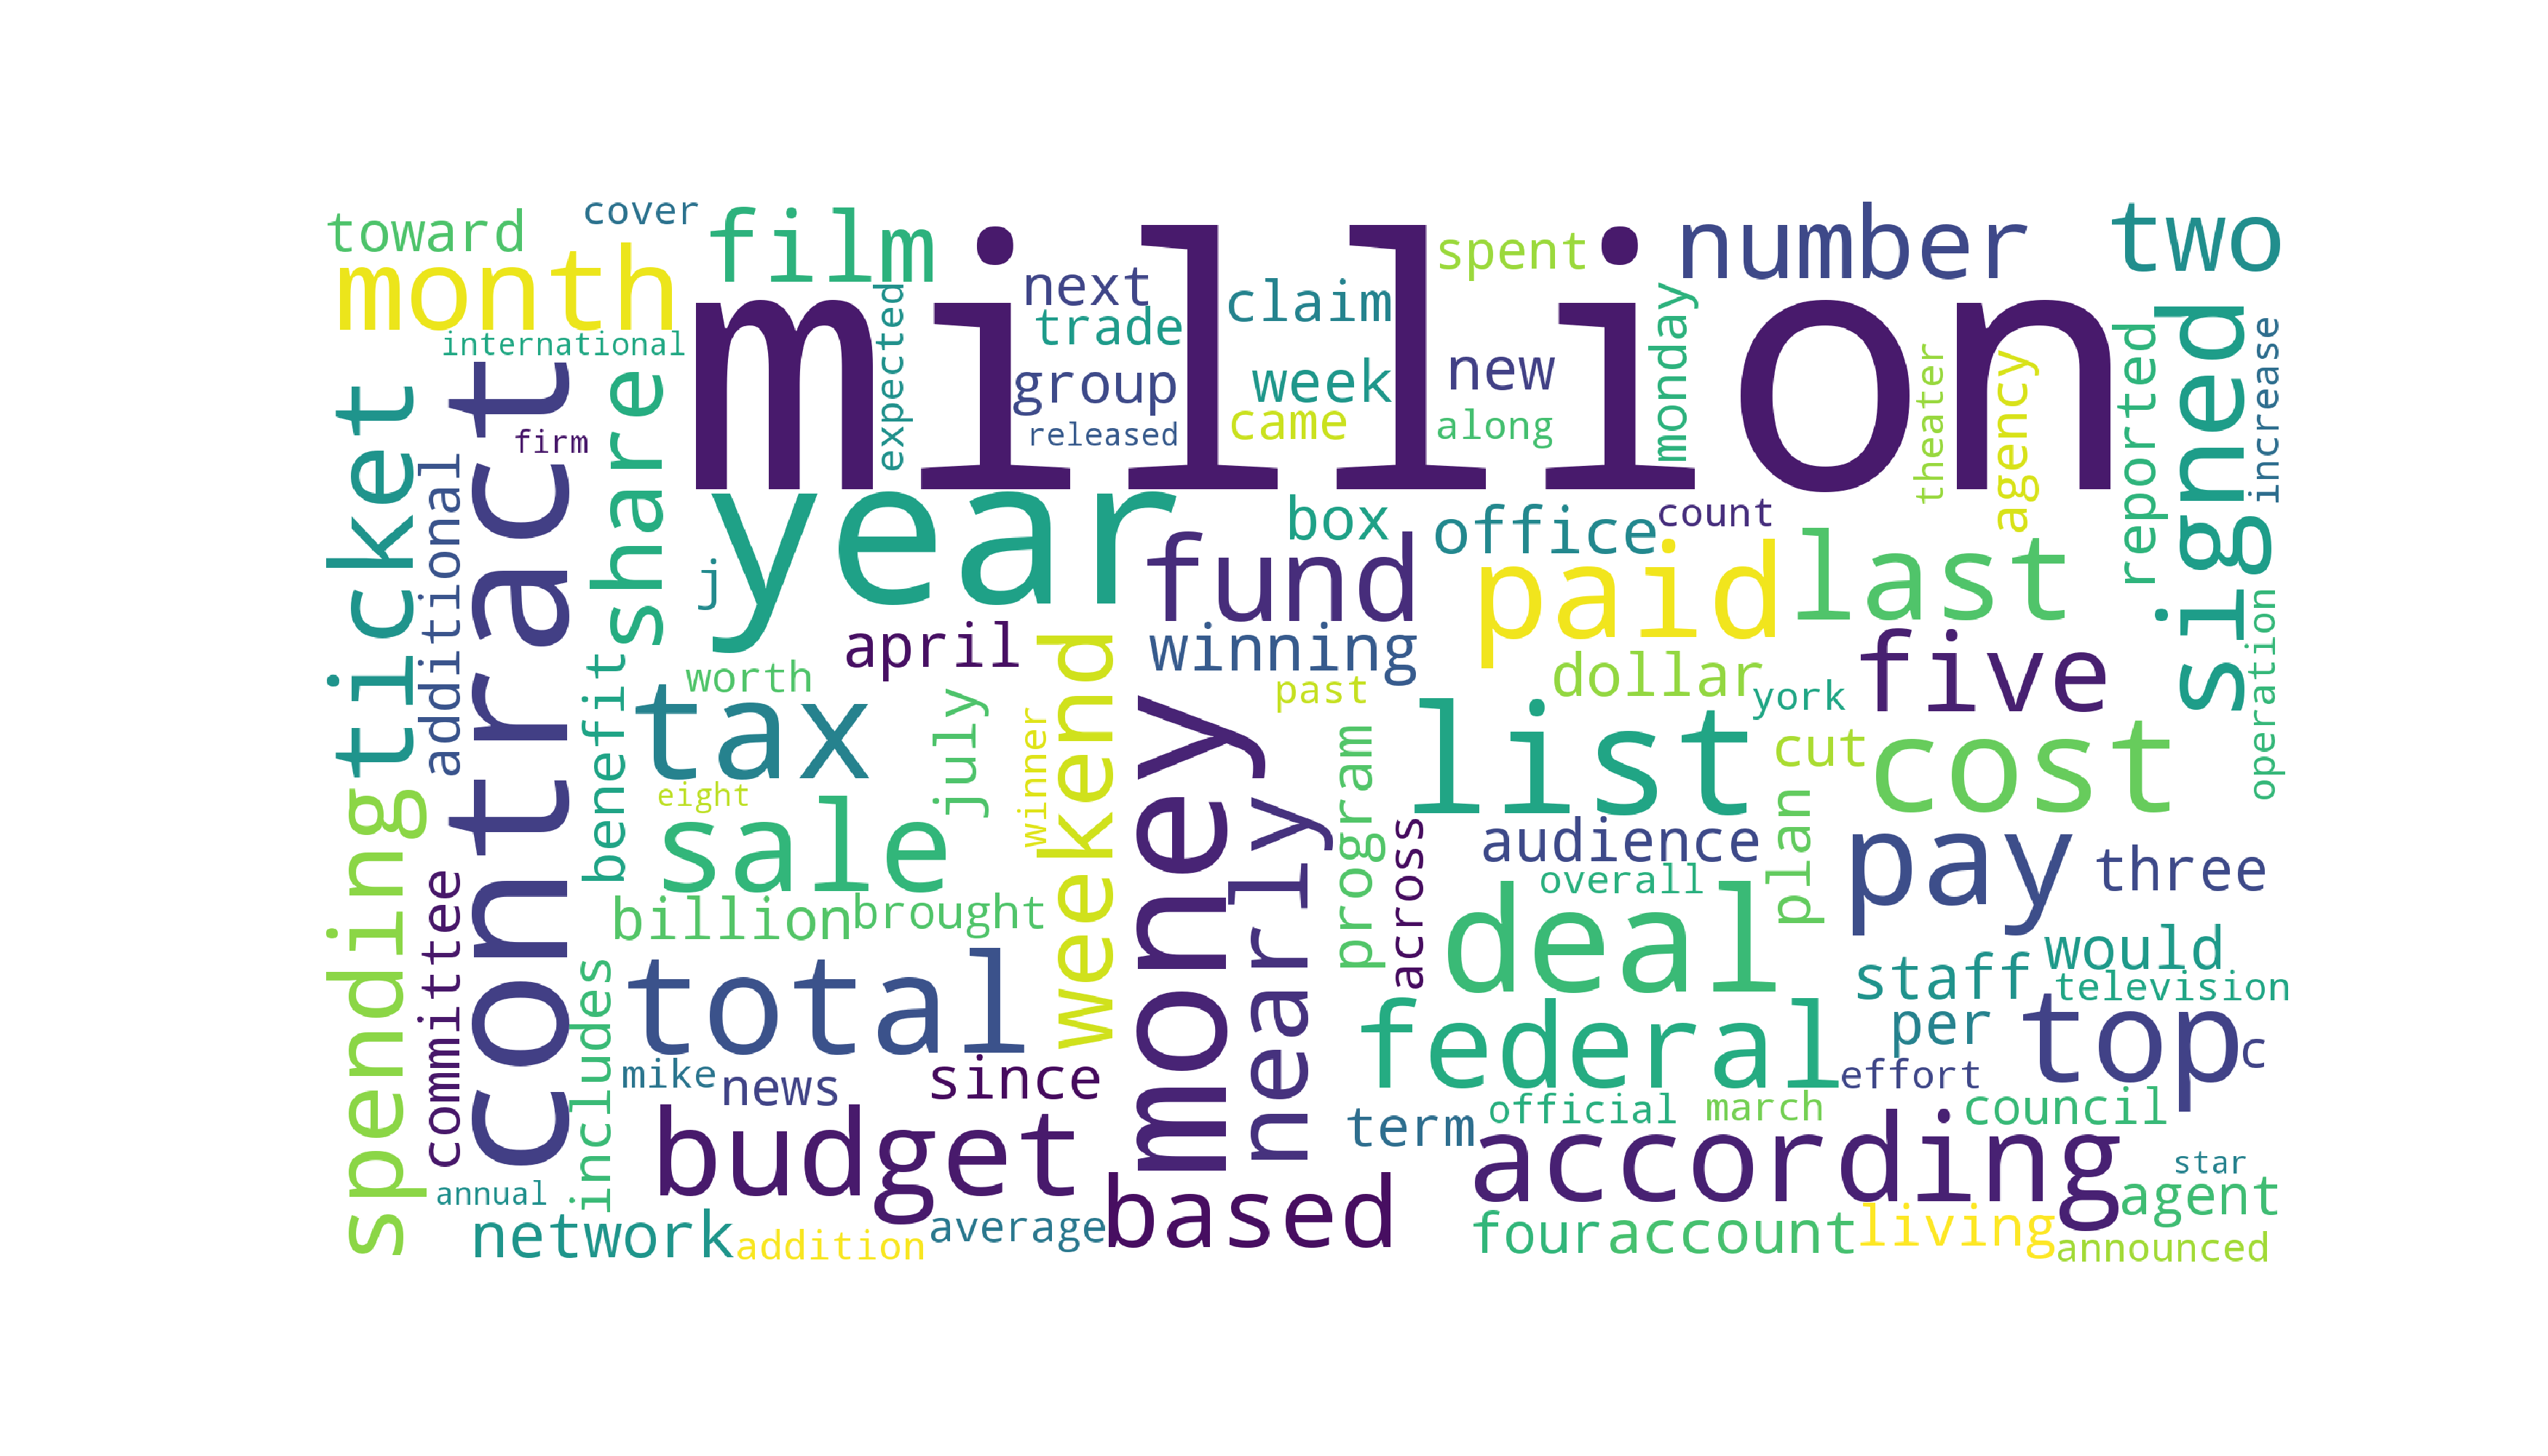 toward
cover
film
million
number
two
month
next
spent
trade
claim
international
expected
group
week
new
monday
released
came
along
theater
agency
reported
signed
increase
ticket
contract
firm
share
additional
year
box
office
count
fund
paid
last
j
april
winning
dollar
five
operation
worth
past
york
tax
benefit
july
winner
weekend
money
list
cut
cost
eight
sale
nearly
program
across
audience
plan
pay
three
overall
spending
committee
billion
brought
deal
would
staff
television
includes
total
federal
per
top
c
mike
news
since
effort
term
official
march
council
budget
according
star
annual
based
agent
network
addition
average
four
account
living
announced